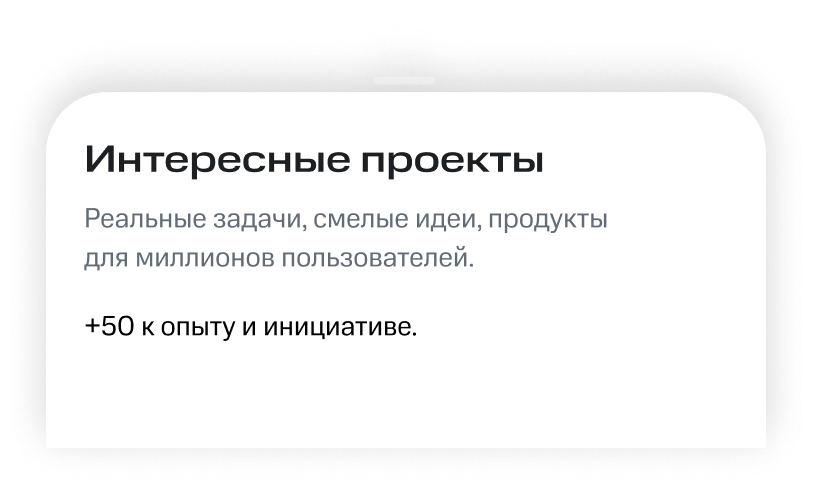 Интересные проекты
Реальные задачи, смелые идеи, продукты
для миллионов пользователей.
+50 к опыту и инициативе.